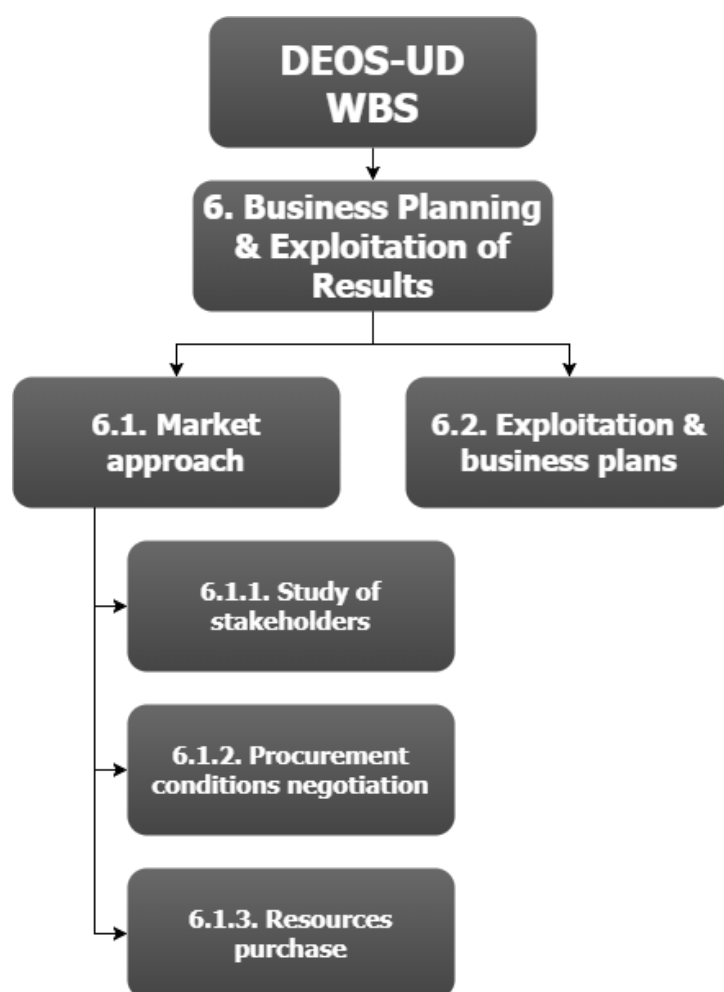 DEOS-UD
WBS
6. Business Planning
& Exploitation of
Results
6.1. Market
approach
6.2. Exploitation &
business plans
6.1.1. Study of
stakeholders
6.1.2. Procurement
conditions negotiation
6.1.3. Resources
purchase